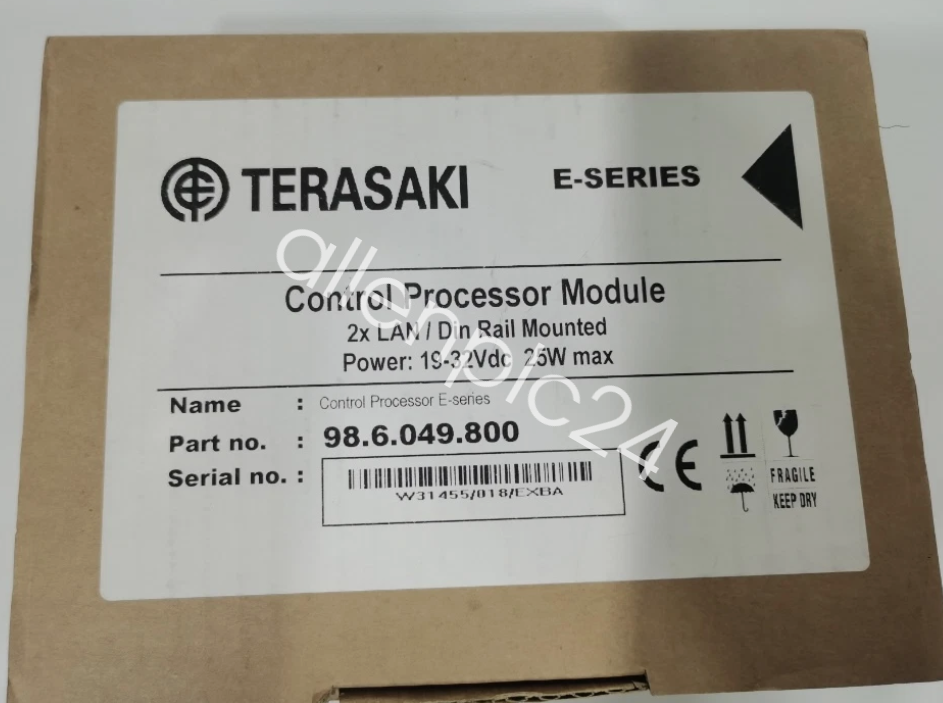 TERASAKI E-SERIES
Control Processor Module
2x LAN / Din Rail Mounted
Power: 19-32Vdc, 25W max
Name : Control Processor E-series
Part no. : 98.6.049.800
Serial no. :
W31455/018/EXBA
CE
FRAGILE
KEEP DRY
allenplc24